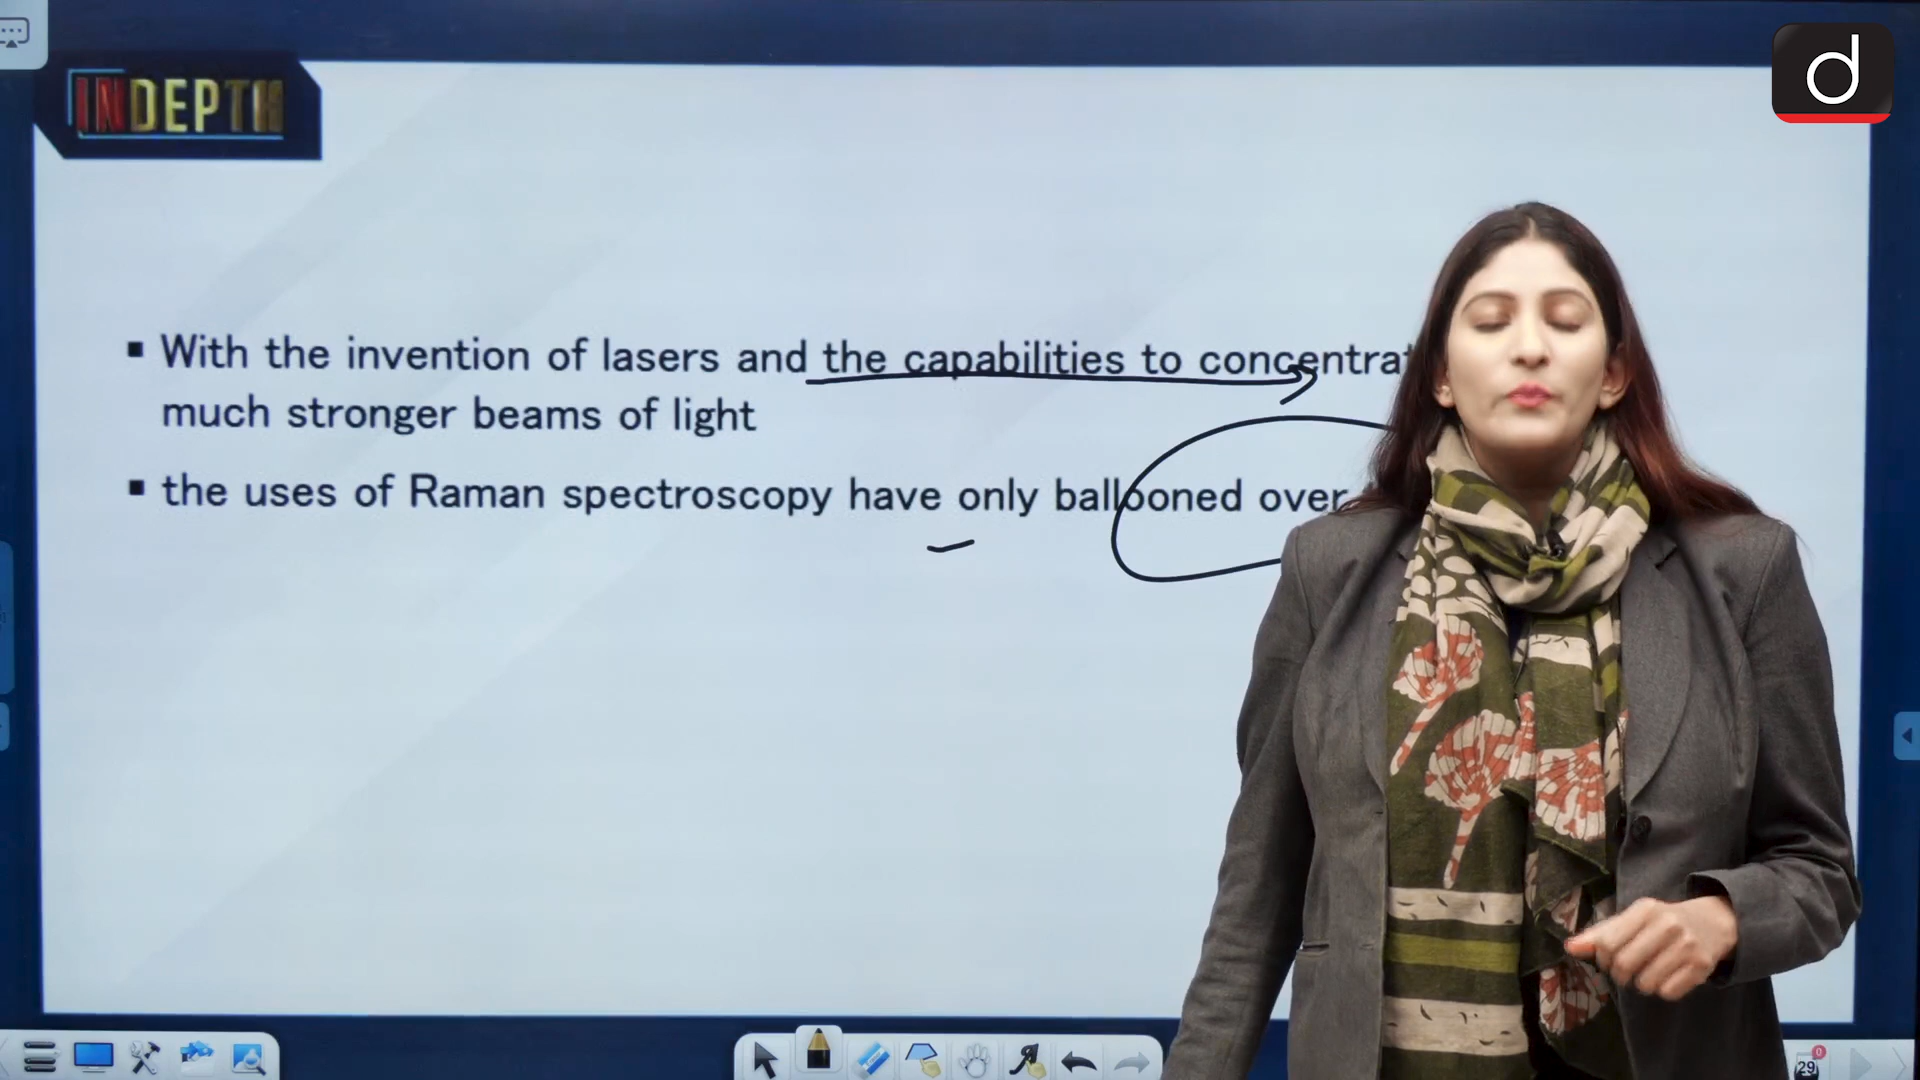 d
INDEPTH
▪ With the invention of lasers and the capabilities to concentrat
much stronger beams of light
▪ the uses of Raman spectroscopy have only ballooned over
29
0